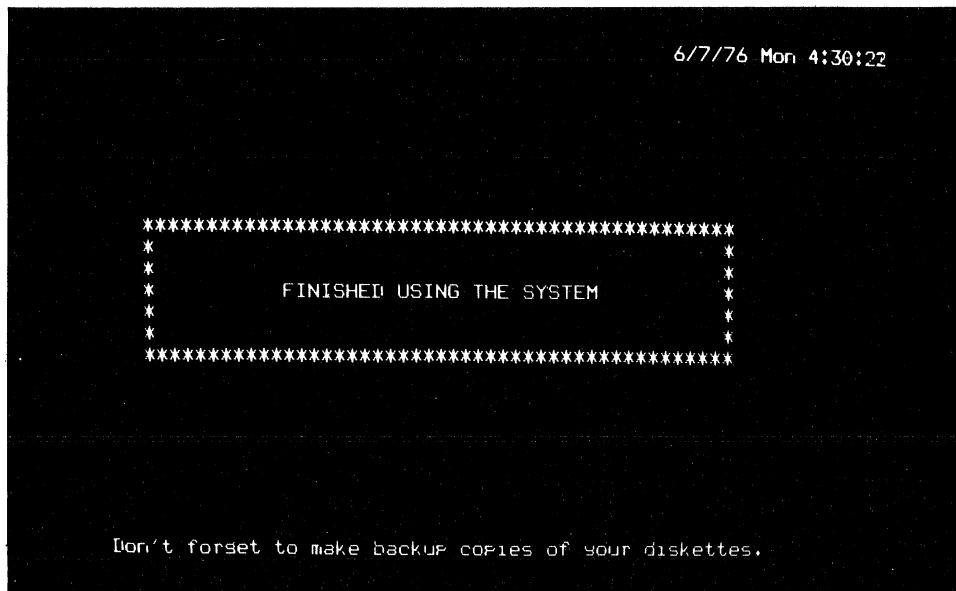 6/7/76 Mon 4:30:22
FINISHED USING THE SYSTEM
Don't forget to make backup copies of your diskettes.